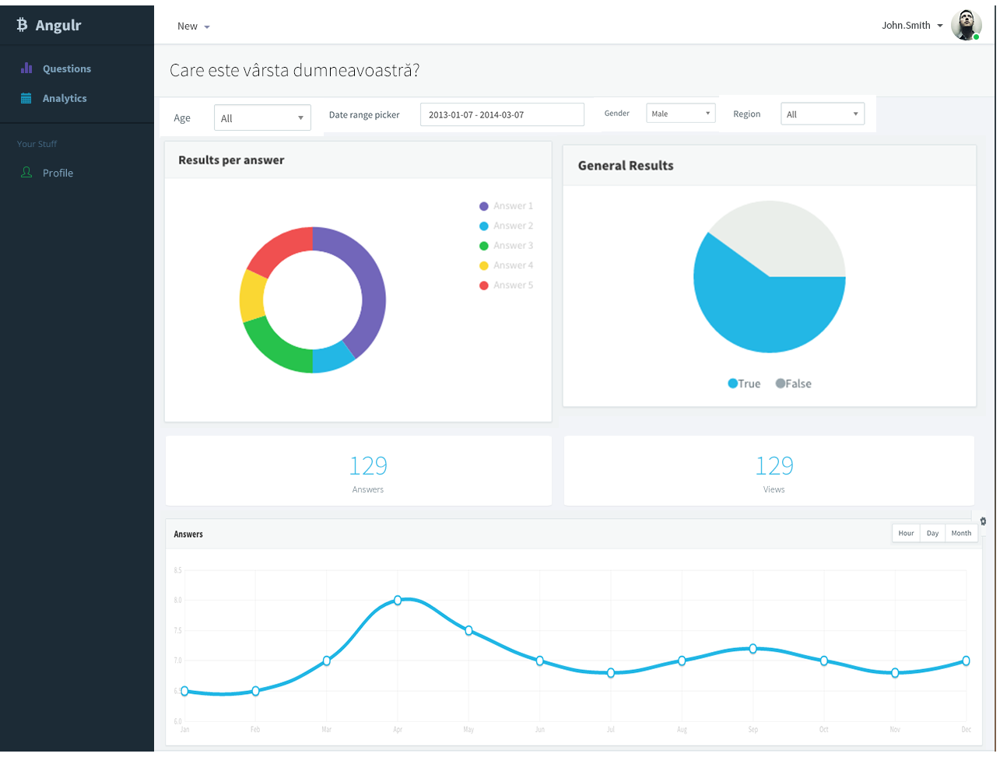 Angulr
New
John.Smith
Questions
Analytics
Your Stuff
Profile
Care este vârsta dumneavoastră?
Age
All
Date range picker
2013-01-07 - 2014-03-07
Gender
Male
Region
All
Results per answer
Answer 1
Answer 2
Answer 3
Answer 4
Answer 5
General Results
True
False
129
Answers
129
Views
Answers
Hour
Day
Month
8.5
8.0
7.5
7.0
6.5
6.0
Jan
Feb
Mar
Apr
May
Jun
Jul
Aug
Sep
Oct
Nov
Dec